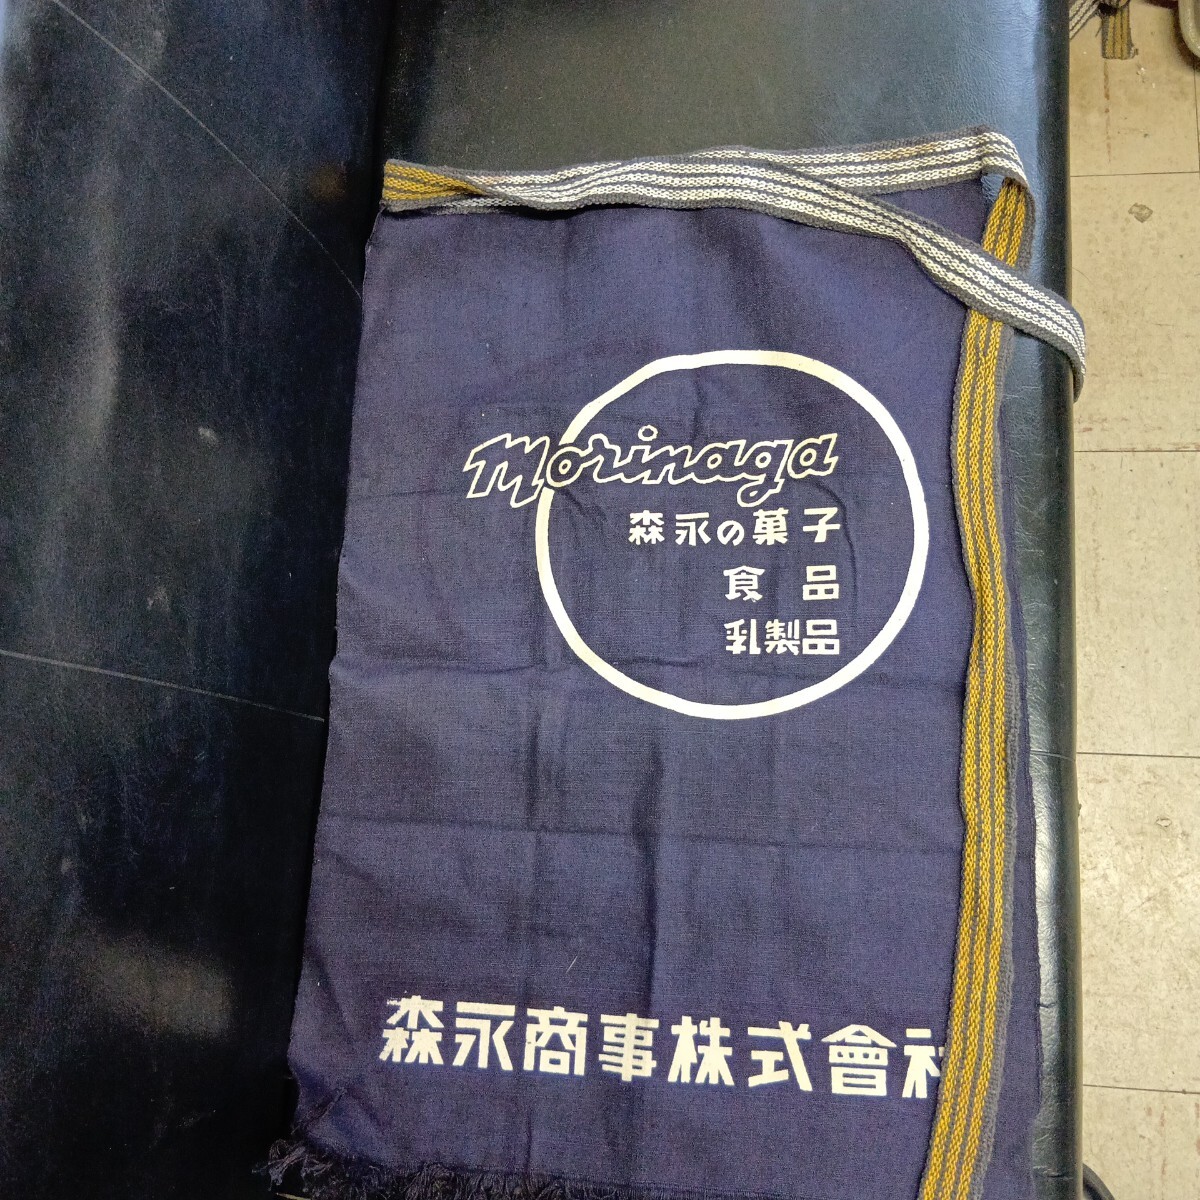 Morinaga
森永の菓子
食品
乳製品
森永商事株式會社